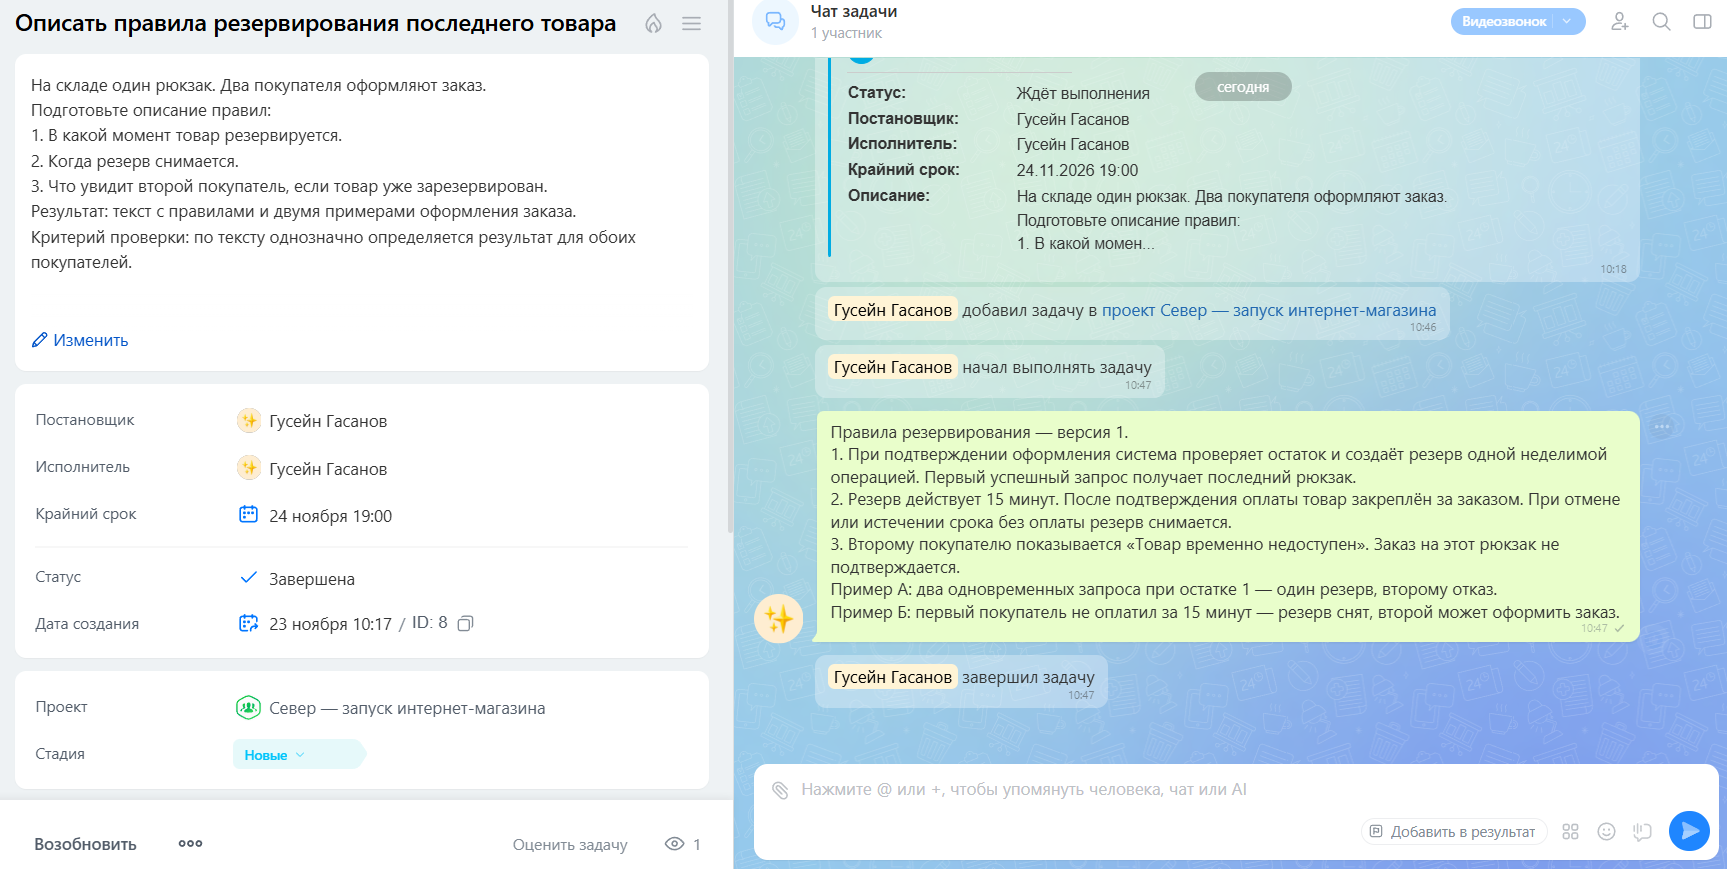 Описать правила резервирования последнего товара
На складе один рюкзак. Два покупателя оформляют заказ.
Подготовьте описание правил:
1. В какой момент товар резервируется.
2. Когда резерв снимается.
3. Что увидит второй покупатель, если товар уже зарезервирован.
Результат: текст с правилами и двумя примерами оформления заказа.
Критерий проверки: по тексту однозначно определяется результат для обоих
покупателей.
Изменить
Постановщик
Гусейн Гасанов
Исполнитель
Гусейн Гасанов
Крайний срок
24 ноября 19:00
Статус
Завершена
Дата создания
23 ноября 10:17 / ID: 8
Проект
Север — запуск интернет-магазина
Стадия
Новые
Возобновить
Оценить задачу
1
Чат задачи
1 участник
Видеозвонок
сегодня
Статус: Ждёт выполнения
Постановщик: Гусейн Гасанов
Исполнитель: Гусейн Гасанов
Крайний срок: 24.11.2026 19:00
Описание: На складе один рюкзак. Два покупателя оформляют заказ.
Подготовьте описание правил:
1. В какой момен...
10:18
Гусейн Гасанов добавил задачу в проект Север — запуск интернет-магазина
10:46
Гусейн Гасанов начал выполнять задачу
10:47
Правила резервирования — версия 1.
1. При подтверждении оформления система проверяет остаток и создаёт резерв одной неделимой
операцией. Первый успешный запрос получает последний рюкзак.
2. Резерв действует 15 минут. После подтверждения оплаты товар закреплён за заказом. При отмене
или истечении срока без оплаты резерв снимается.
3. Второму покупателю показывается «Товар временно недоступен». Заказ на этот рюкзак не
подтверждается.
Пример А: два одновременных запроса при остатке 1 — один резерв, второму отказ.
Пример Б: первый покупатель не оплатил за 15 минут — резерв снят, второй может оформить заказ.
10:47
Гусейн Гасанов завершил задачу
10:47
Нажмите @ или +, чтобы упомянуть человека, чат или AI
Добавить в результат